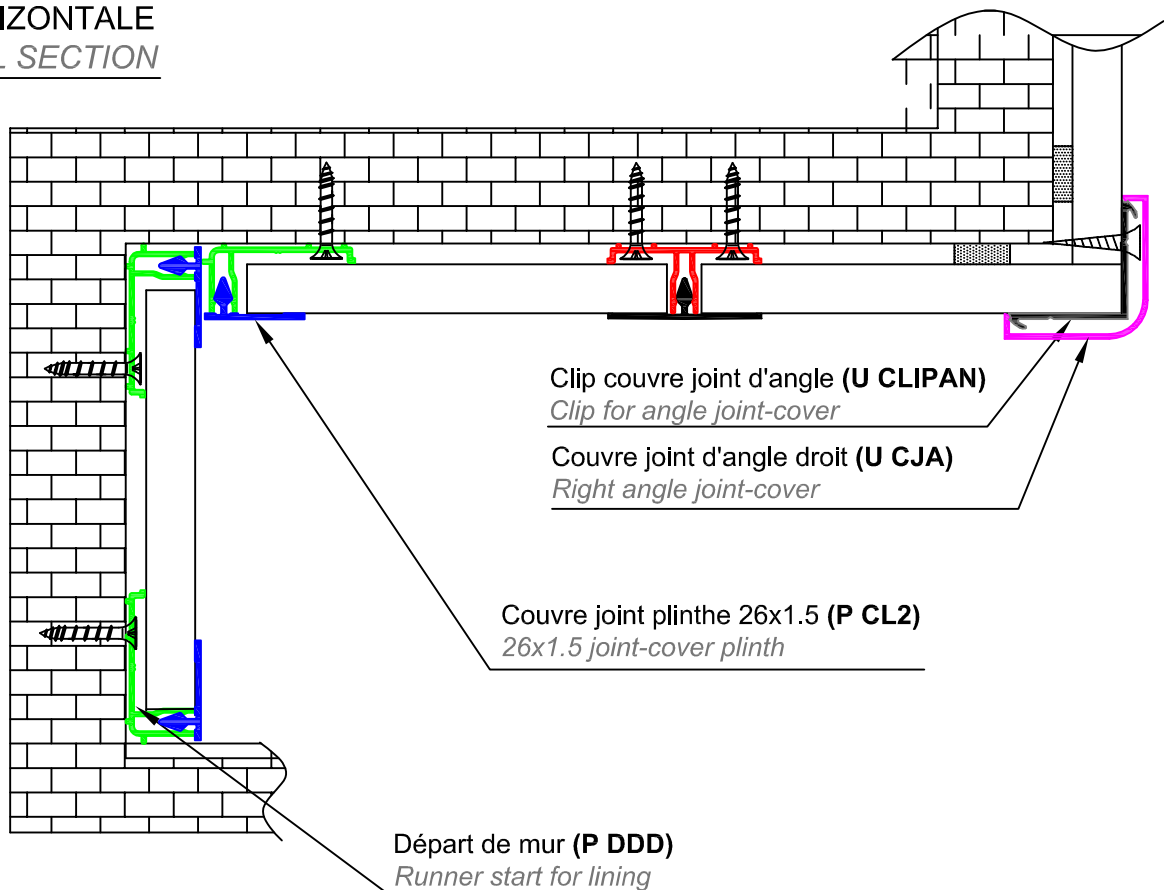 IZONTALE
SECTION
Clip couvre joint d'angle (U CLIPAN)
Clip for angle joint-cover
Couvre joint d'angle droit (U CJA)
Right angle joint-cover
Couvre joint plinthe 26x1.5 (P CL2)
26x1.5 joint-cover plinth
Départ de mur (P DDD)
Runner start for lining